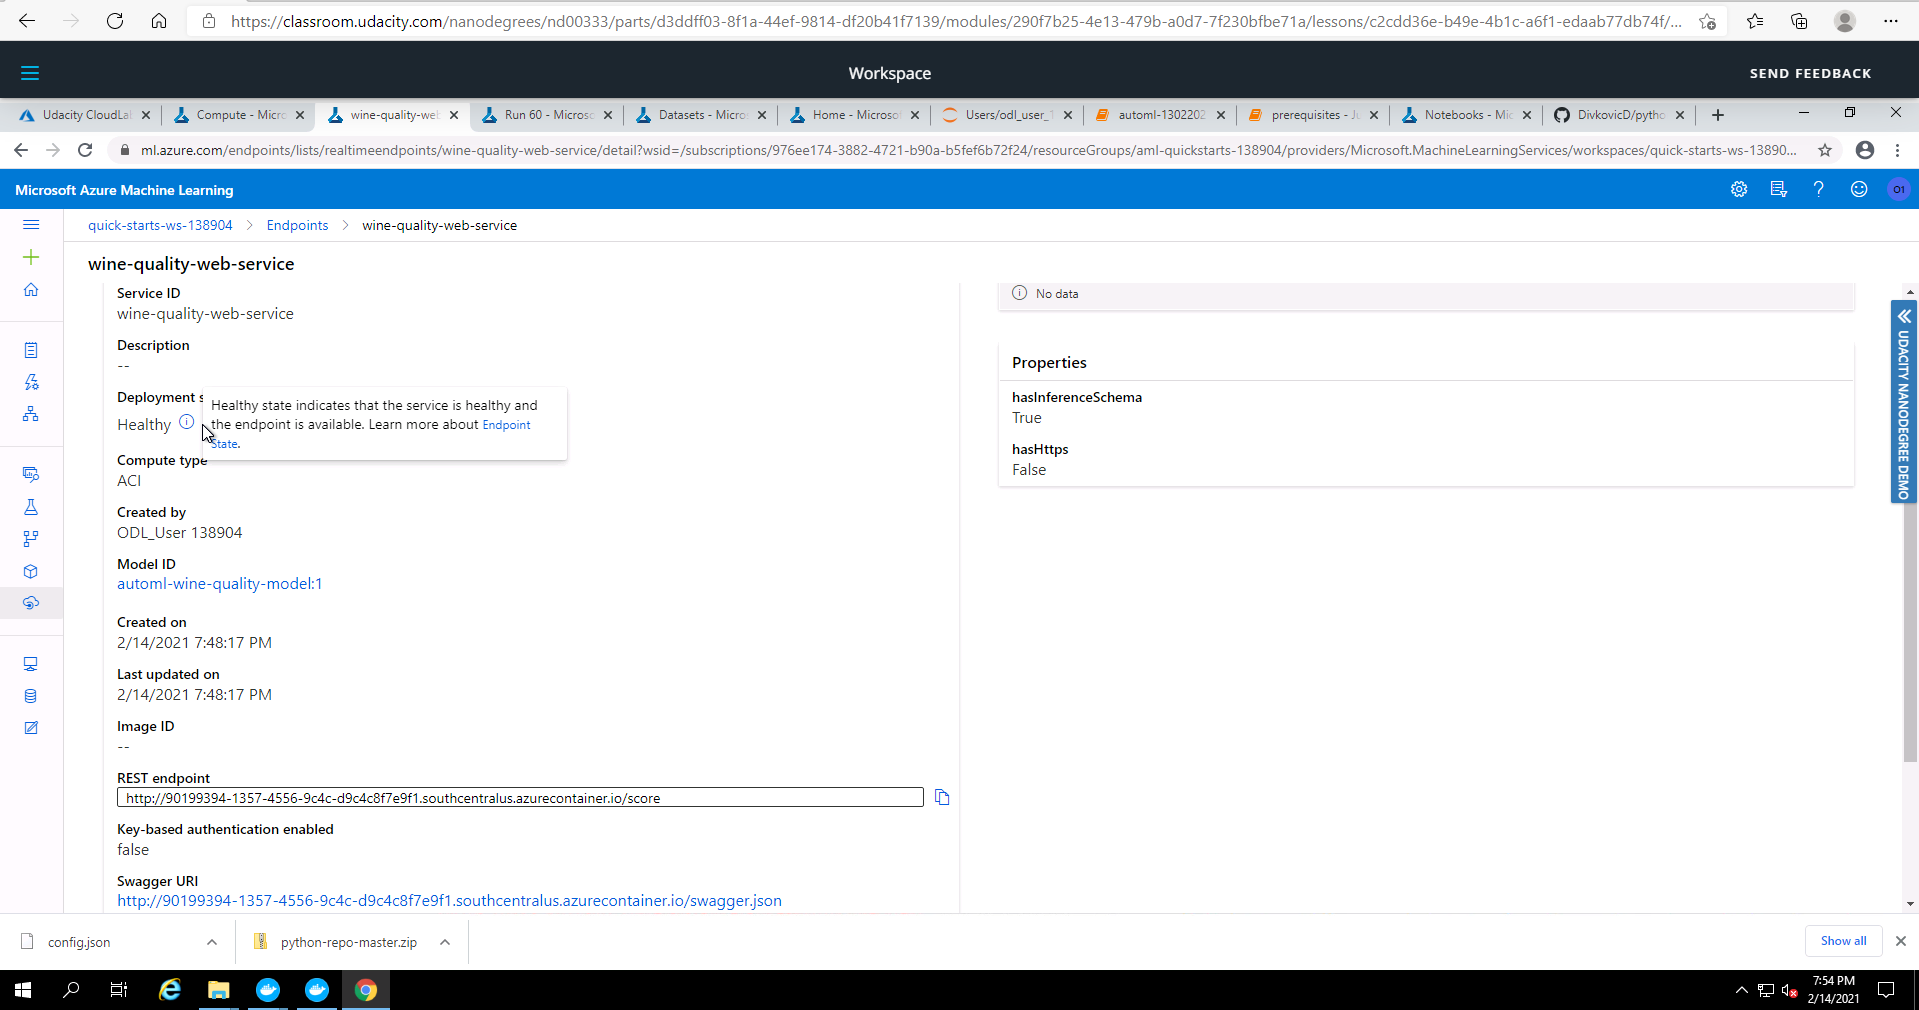 https://classroom.udacity.com/nanodegrees/nd00333/parts/d3ddff03-8f1a-44ef-9814-df20b41f7139/modules/290f7b25-4e13-479b-a0d7-7f230bfbe71a/lessons/c2cdd36e-b49e-4b1c-a6f1-edaab77db74f/...
Workspace
SEND FEEDBACK
Udacity CloudLa
Compute - Micro
wine-quality-web
Run 60 - Microso
Datasets - Micro
Home - Microsof
Users/odl_user_1
automl-1302202
prerequisites - Ju
Notebooks - Mi
DivkovicD/pytho
ml.azure.com/endpoints/lists/realtimeendpoints/wine-quality-web-service/detail?wsid=/subscriptions/976ee174-3882-4721-b90a-b5fef6b72f24/resourceGroups/aml-quickstarts-138904/providers/Microsoft.MachineLearningServices/workspaces/quick-starts-ws-13890...
Microsoft Azure Machine Learning
O1
quick-starts-ws-138904 > Endpoints > wine-quality-web-service
wine-quality-web-service
Service ID
wine-quality-web-service
Description
--
Deployment s
Healthy
Healthy state indicates that the service is healthy and
the endpoint is available. Learn more about Endpoint
State.
Compute type
ACI
Created by
ODL_User 138904
Model ID
automl-wine-quality-model:1
Created on
2/14/2021 7:48:17 PM
Last updated on
2/14/2021 7:48:17 PM
Image ID
--
REST endpoint
http://90199394-1357-4556-9c4c-d9c4c8f7e9f1.southcentralus.azurecontainer.io/score
Key-based authentication enabled
false
Swagger URI
http://90199394-1357-4556-9c4c-d9c4c8f7e9f1.southcentralus.azurecontainer.io/swagger.json
No data
Properties
hasInferenceSchema
True
hasHttps
False
UDACITY NANODEGREE DEMO
config.json
python-repo-master.zip
Show all
7:54 PM
2/14/2021